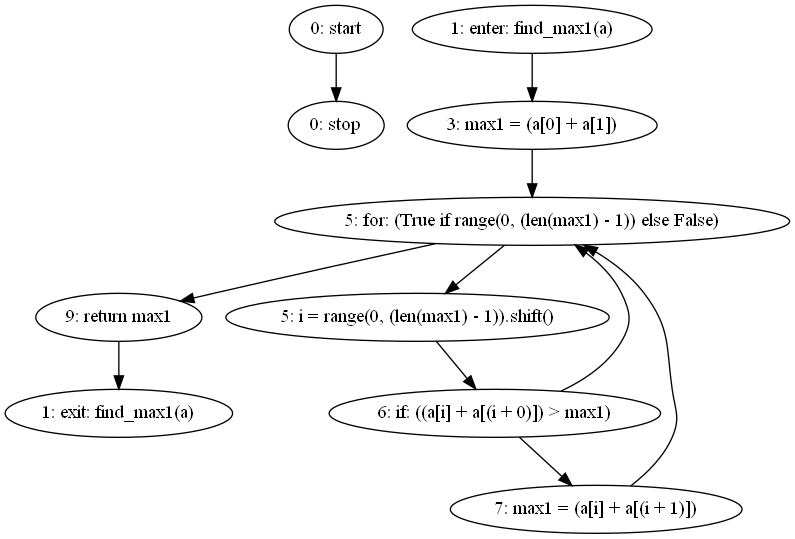 0: start
1: enter: find_max1(a)
0: stop
3: max1 = (a[0] + a[1])
5: for: (True if range(0, (len(max1) - 1)) else False)
9: return max1
5: i = range(0, (len(max1) - 1)).shift()
1: exit: find_max1(a)
6: if: ((a[i] + a[(i + 0)]) > max1)
7: max1 = (a[i] + a[(i + 1)])